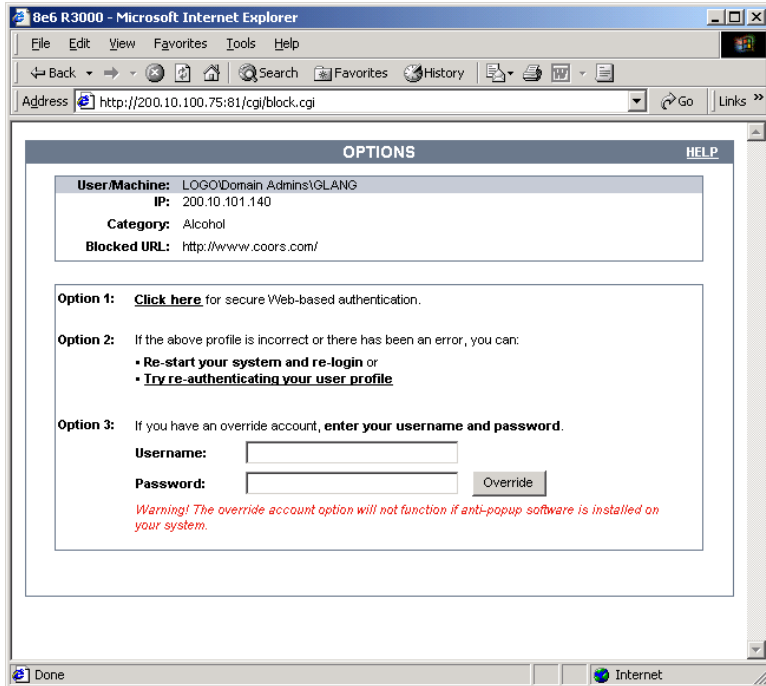 8e6 R3000 - Microsoft Internet Explorer
File Edit View Favorites Tools Help
Back Search Favorites History
Address http://200.10.100.75:81/cgi/block.cgi Go Links »
OPTIONS HELP
User/Machine: LOGO\Domain Admins\GLANG
IP: 200.10.101.140
Category: Alcohol
Blocked URL: http://www.coors.com/
Option 1: Click here for secure Web-based authentication.
Option 2: If the above profile is incorrect or there has been an error, you can:
▪ Re-start your system and re-login or
▪ Try re-authenticating your user profile
Option 3: If you have an override account, enter your username and password.
Username:
Password: Override
Warning! The override account option will not function if anti-popup software is installed on
your system.
Done Internet